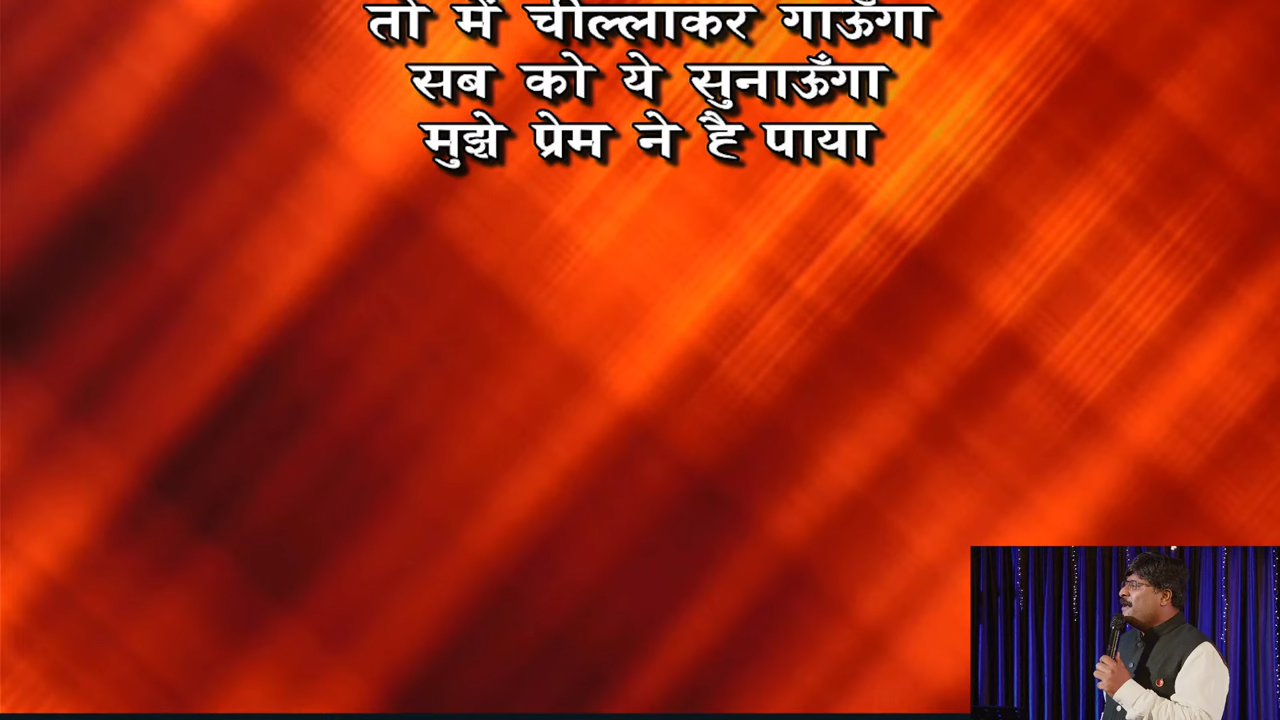 तो में चील्लाकर गाऊँगा
सब को ये सुनाऊँगा
मुझे प्रेम ने है पाया